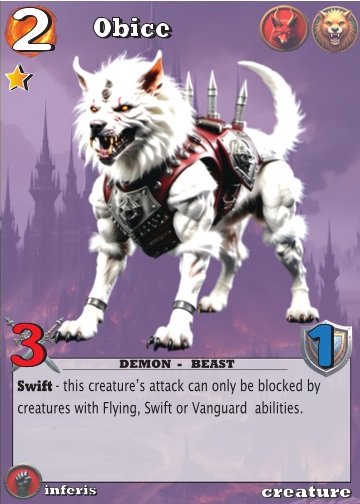 2 Obice
3 1
DEMON - BEAST
Swift - this creature's attack can only be blocked by
creatures with Flying, Swift or Vanguard abilities.
inferis creature